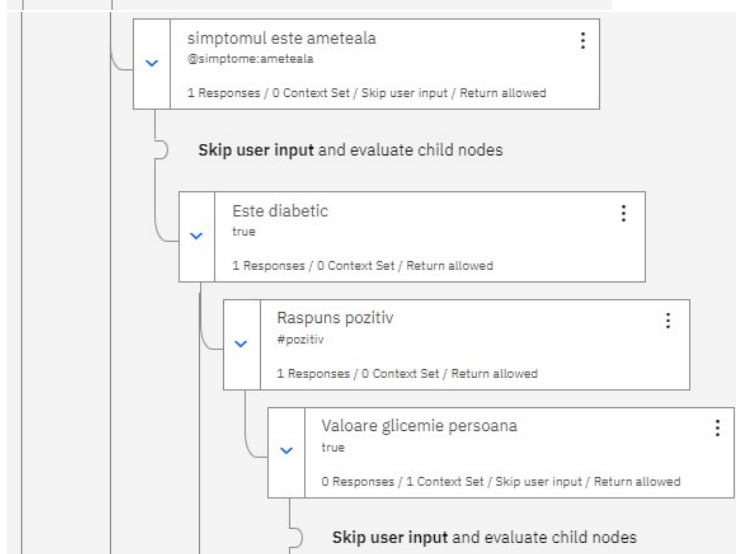 simptomul este ameteala
@simptome:ameteala
1 Responses / 0 Context Set / Skip user input / Return allowed
Skip user input and evaluate child nodes
Este diabetic
true
1 Responses / 0 Context Set / Return allowed
Raspuns pozitiv
#pozitiv
1 Responses / 0 Context Set / Return allowed
Valoare glicemie persoana
true
0 Responses / 1 Context Set / Skip user input / Return allowed
Skip user input and evaluate child nodes